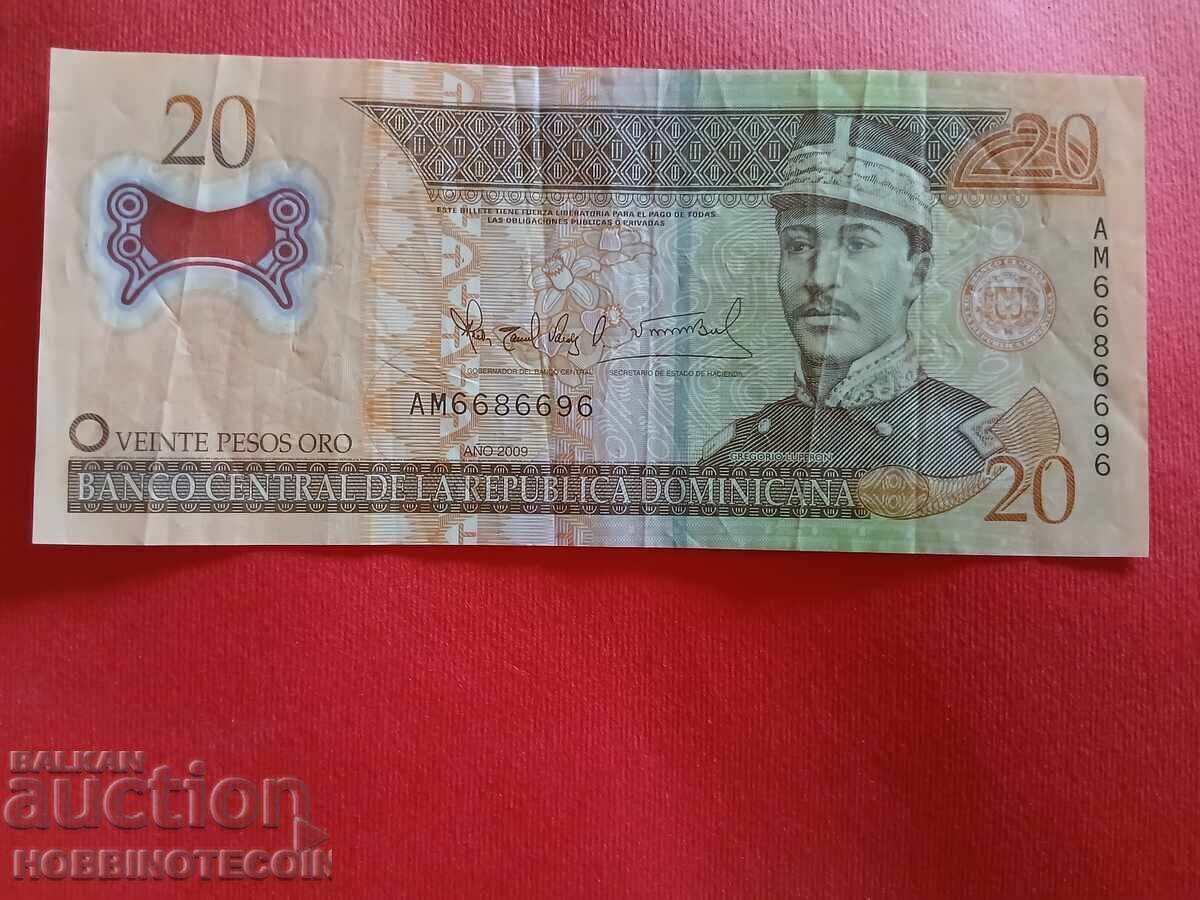 20
20
ESTE BILLETE TIENE FUERZA LIBERATORIA PARA EL PAGO DE TODAS
LAS OBLIGACIONES PUBLICAS O PRIVADAS
AM6686696
GOBERNADOR DEL BANCO CENTRAL
SECRETARIO DE ESTADO DE HACIENDA
AM6686696
VEINTE PESOS ORO
AÑO 2009
GREGORIO LUPERON
BANCO CENTRAL DE LA REPUBLICA DOMINICANA
20
BALKAN
auction
HOBBINOTECOIN